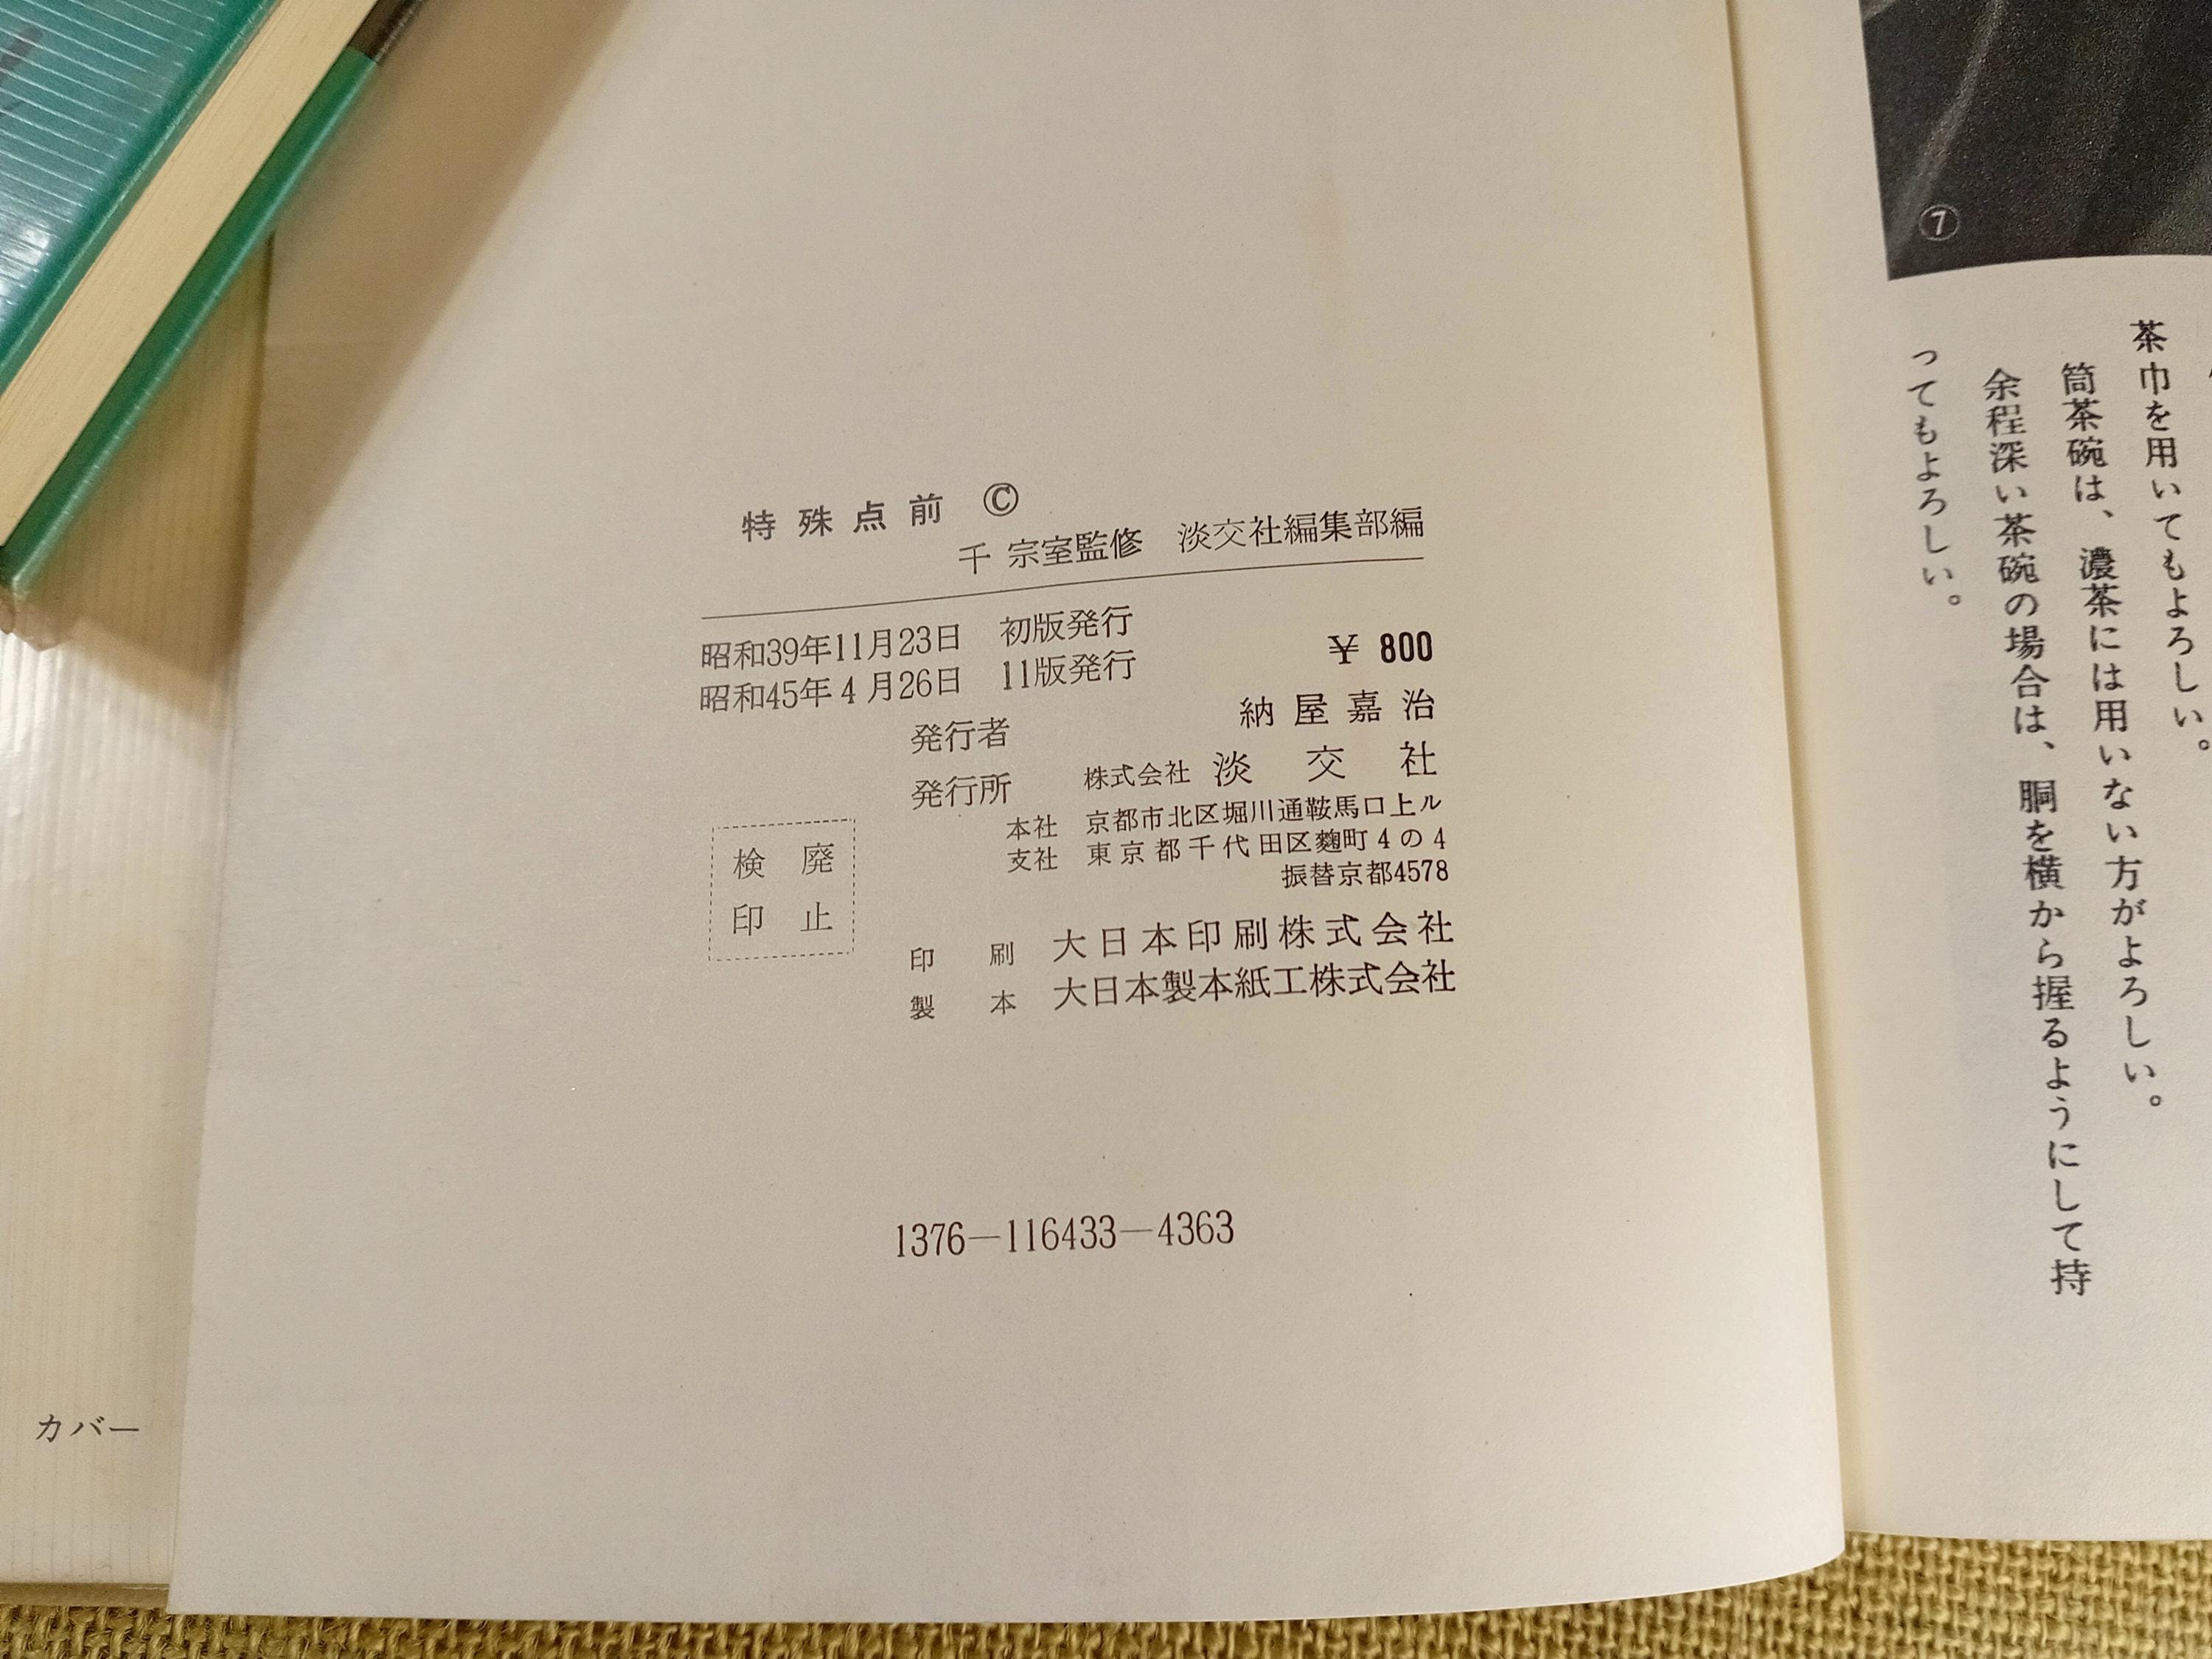 特殊点前 Ⓒ
千 宗室監修 淡交社編集部編
昭和39年11月23日 初版発行
昭和45年4月26日 11版発行
¥ 800
発行者 納屋嘉治
発行所 株式会社 淡交社
本社 京都市北区堀川通鞍馬口上ル
支社 東京都千代田区麴町4の4
振替京都4578
検 廃
印 止
印 刷 大日本印刷株式会社
製 本 大日本製本紙工株式会社
1376—116433—4363
カバー
⑦
茶巾を用いてもよろしい。
筒茶碗は、濃茶には用いない方がよろしい。
余程深い茶碗の場合は、胴を横から握るようにして持
ってもよろしい。